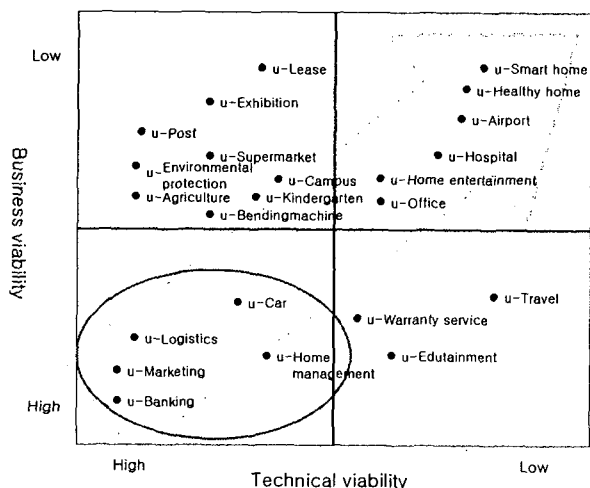 Low
u-Lease
u-Smart home
u-Healthy home
u-Exhibition
u-Airport
u-Post
u-Supermarket
u-Hospital
u-Environmental
protection
u-Campus
u-Home entertainment
u-Agriculture
u-Kindergarten
u-Office
u-Bendingmachine
Business viability
u-Car
u-Travel
u-Warranty service
u-Logistics
u-Home
management
u-Edutainment
u-Marketing
u-Banking
High
High
Low
Technical viability